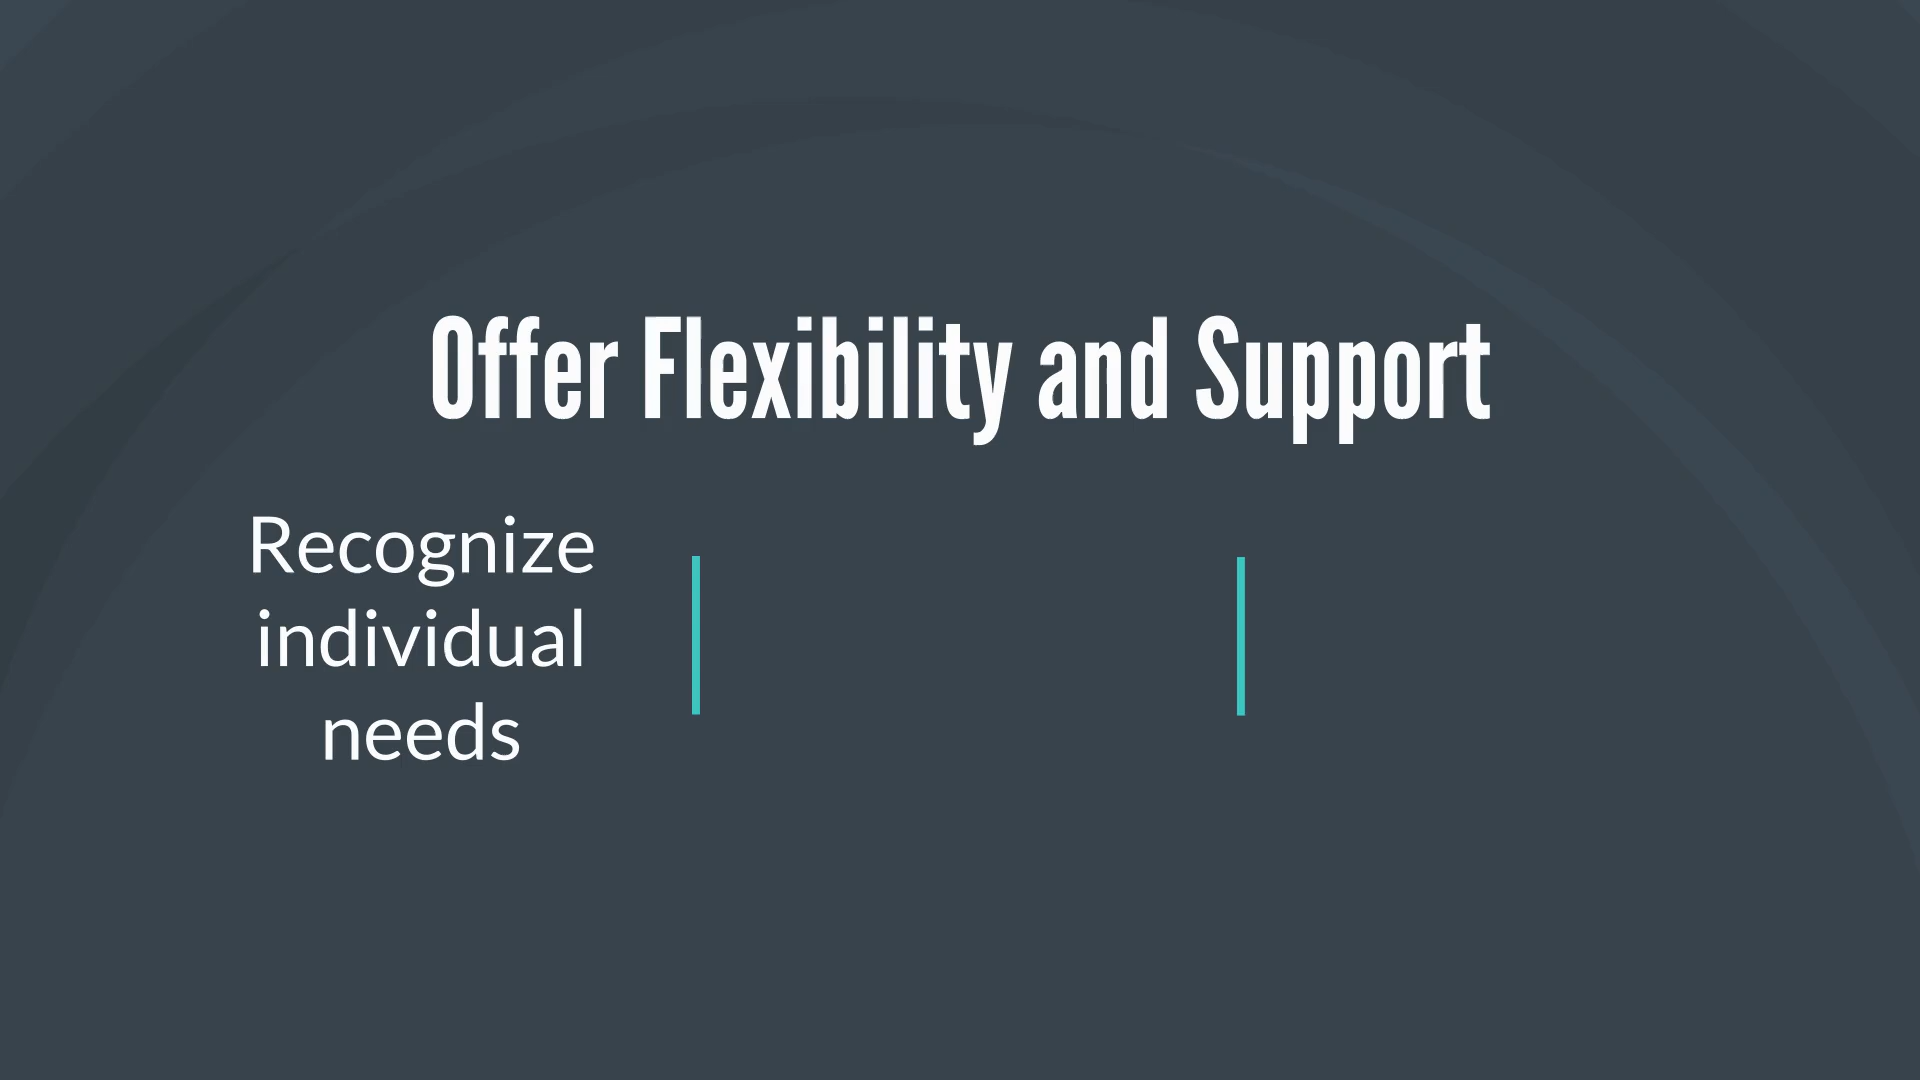 Offer Flexibility and Support
Recognize
individual
needs